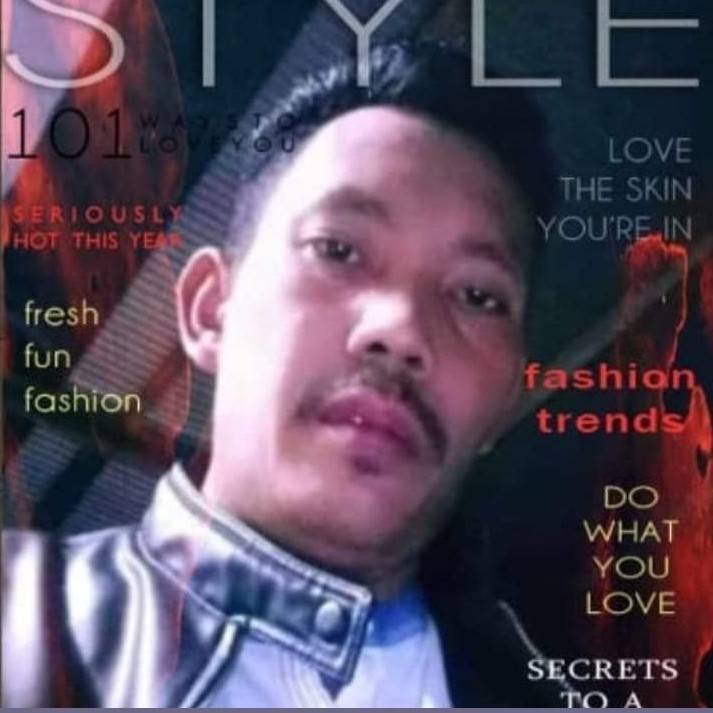 STYLE
101 WAYS TO
LOVE YOU
LOVE
THE SKIN
YOU'RE IN
SERIOUSLY
HOT THIS YEAR
fresh
fun
fashion
fashion
trends
DO
WHAT
YOU
LOVE
SECRETS
TO A